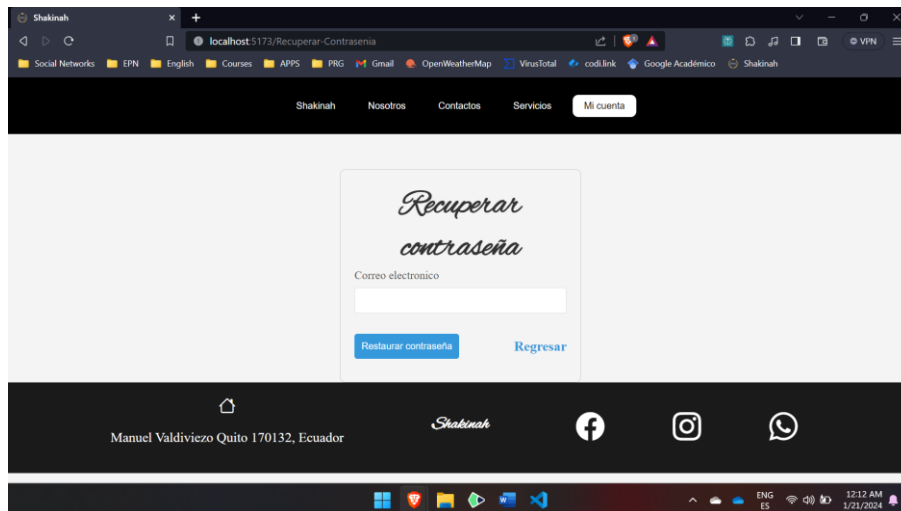 Shakinah
localhost:5173/Recuperar-Contrasenia
VPN
Social Networks EPN English Courses APPS PRG Gmail OpenWeatherMap VirusTotal codi.link Google Académico Shakinah
Shakinah Nosotros Contactos Servicios Mi cuenta
Recuperar
contraseña
Correo electronico
Restaurar contraseña Regresar
Manuel Valdiviezo Quito 170132, Ecuador
Shakinah
ENG
ES
12:12 AM
1/21/2024